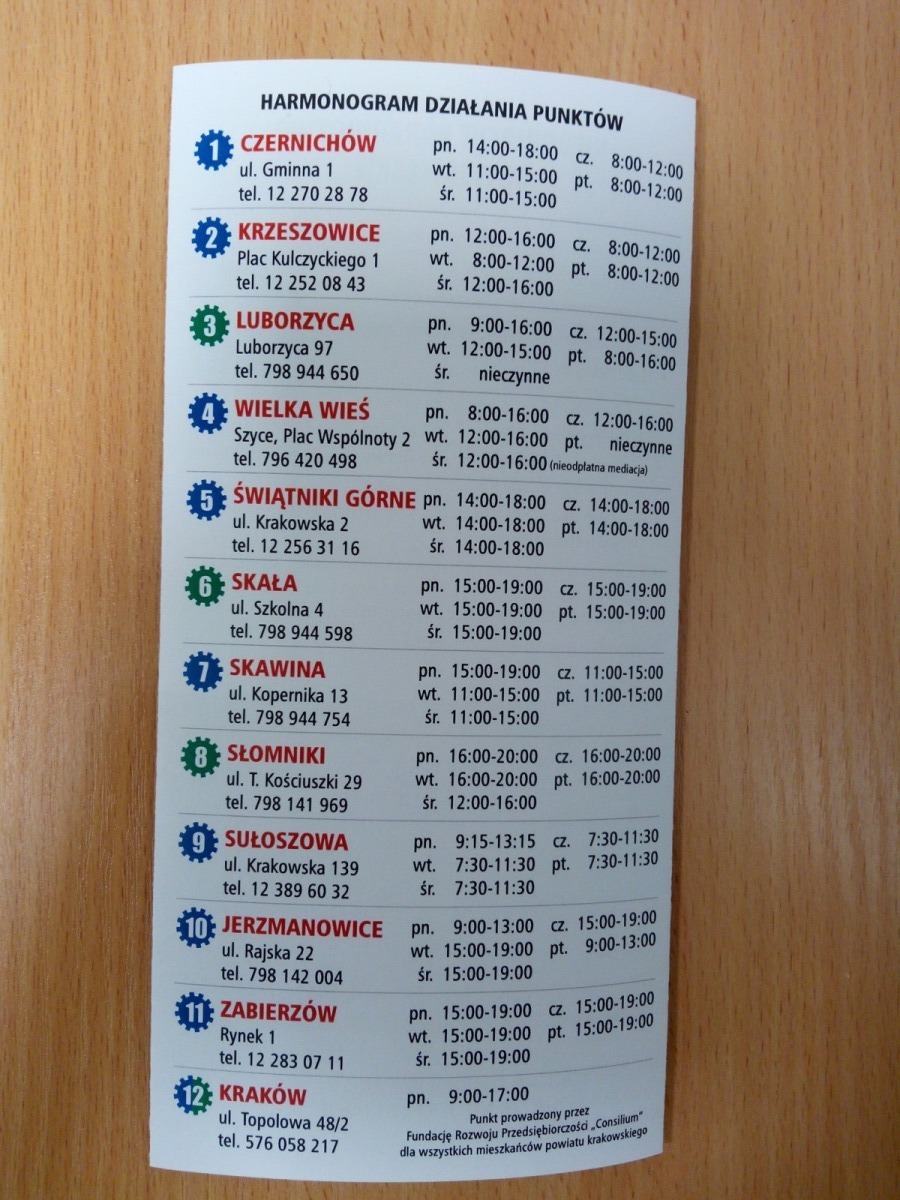 HARMONOGRAM DZIAŁANIA PUNKTÓW
1 CZERNICHÓW pn. 14:00-18:00 cz. 8:00-12:00
ul. Gminna 1 wt. 11:00-15:00 pt. 8:00-12:00
tel. 12 270 28 78 śr. 11:00-15:00
2 KRZESZOWICE pn. 12:00-16:00 cz. 8:00-12:00
Plac Kulczyckiego 1 wt. 8:00-12:00 pt. 8:00-12:00
tel. 12 252 08 43 śr. 12:00-16:00
3 LUBORZYCA pn. 9:00-16:00 cz. 12:00-15:00
Luborzyca 97 wt. 12:00-15:00 pt. 8:00-16:00
tel. 798 944 650 śr. nieczynne
4 WIELKA WIEŚ pn. 8:00-16:00 cz. 12:00-16:00
Szyce, Plac Wspólnoty 2 wt. 12:00-16:00 pt. nieczynne
tel. 796 420 498 śr. 12:00-16:00 (nieodpłatna mediacja)
5 ŚWIĄTNIKI GÓRNE pn. 14:00-18:00 cz. 14:00-18:00
ul. Krakowska 2 wt. 14:00-18:00 pt. 14:00-18:00
tel. 12 256 31 16 śr. 14:00-18:00
6 SKAŁA pn. 15:00-19:00 cz. 15:00-19:00
ul. Szkolna 4 wt. 15:00-19:00 pt. 15:00-19:00
tel. 798 944 598 śr. 15:00-19:00
7 SKAWINA pn. 15:00-19:00 cz. 11:00-15:00
ul. Kopernika 13 wt. 11:00-15:00 pt. 11:00-15:00
tel. 798 944 754 śr. 11:00-15:00
8 SŁOMNIKI pn. 16:00-20:00 cz. 16:00-20:00
ul. T. Kościuszki 29 wt. 16:00-20:00 pt. 16:00-20:00
tel. 798 141 969 śr. 12:00-16:00
9 SUŁOSZOWA pn. 9:15-13:15 cz. 7:30-11:30
ul. Krakowska 139 wt. 7:30-11:30 pt. 7:30-11:30
tel. 12 389 60 32 śr. 7:30-11:30
10 JERZMANOWICE pn. 9:00-13:00 cz. 15:00-19:00
ul. Rajska 22 wt. 15:00-19:00 pt. 9:00-13:00
tel. 798 142 004 śr. 15:00-19:00
11 ZABIERZÓW pn. 15:00-19:00 cz. 15:00-19:00
Rynek 1 wt. 15:00-19:00 pt. 15:00-19:00
tel. 12 283 07 11 śr. 15:00-19:00
12 KRAKÓW pn. 9:00-17:00
ul. Topolowa 48/2
tel. 576 058 217
Punkt prowadzony przez
Fundację Rozwoju Przedsiębiorczości „Consilium”
dla wszystkich mieszkańców powiatu krakowskiego